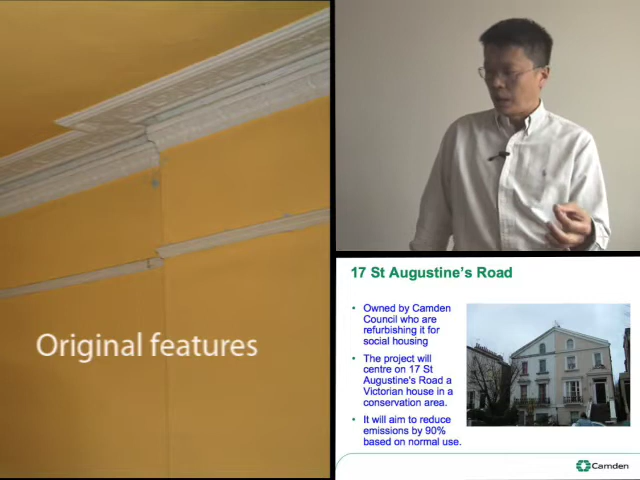 Original features
17 St Augustine's Road
• Owned by Camden
Council who are
refurbishing it for
social housing
• The project will
centre on 17 St
Augustine's Road a
Victorian house in a
conservation area.
• It will aim to reduce
emissions by 90%
based on normal use.
Camden